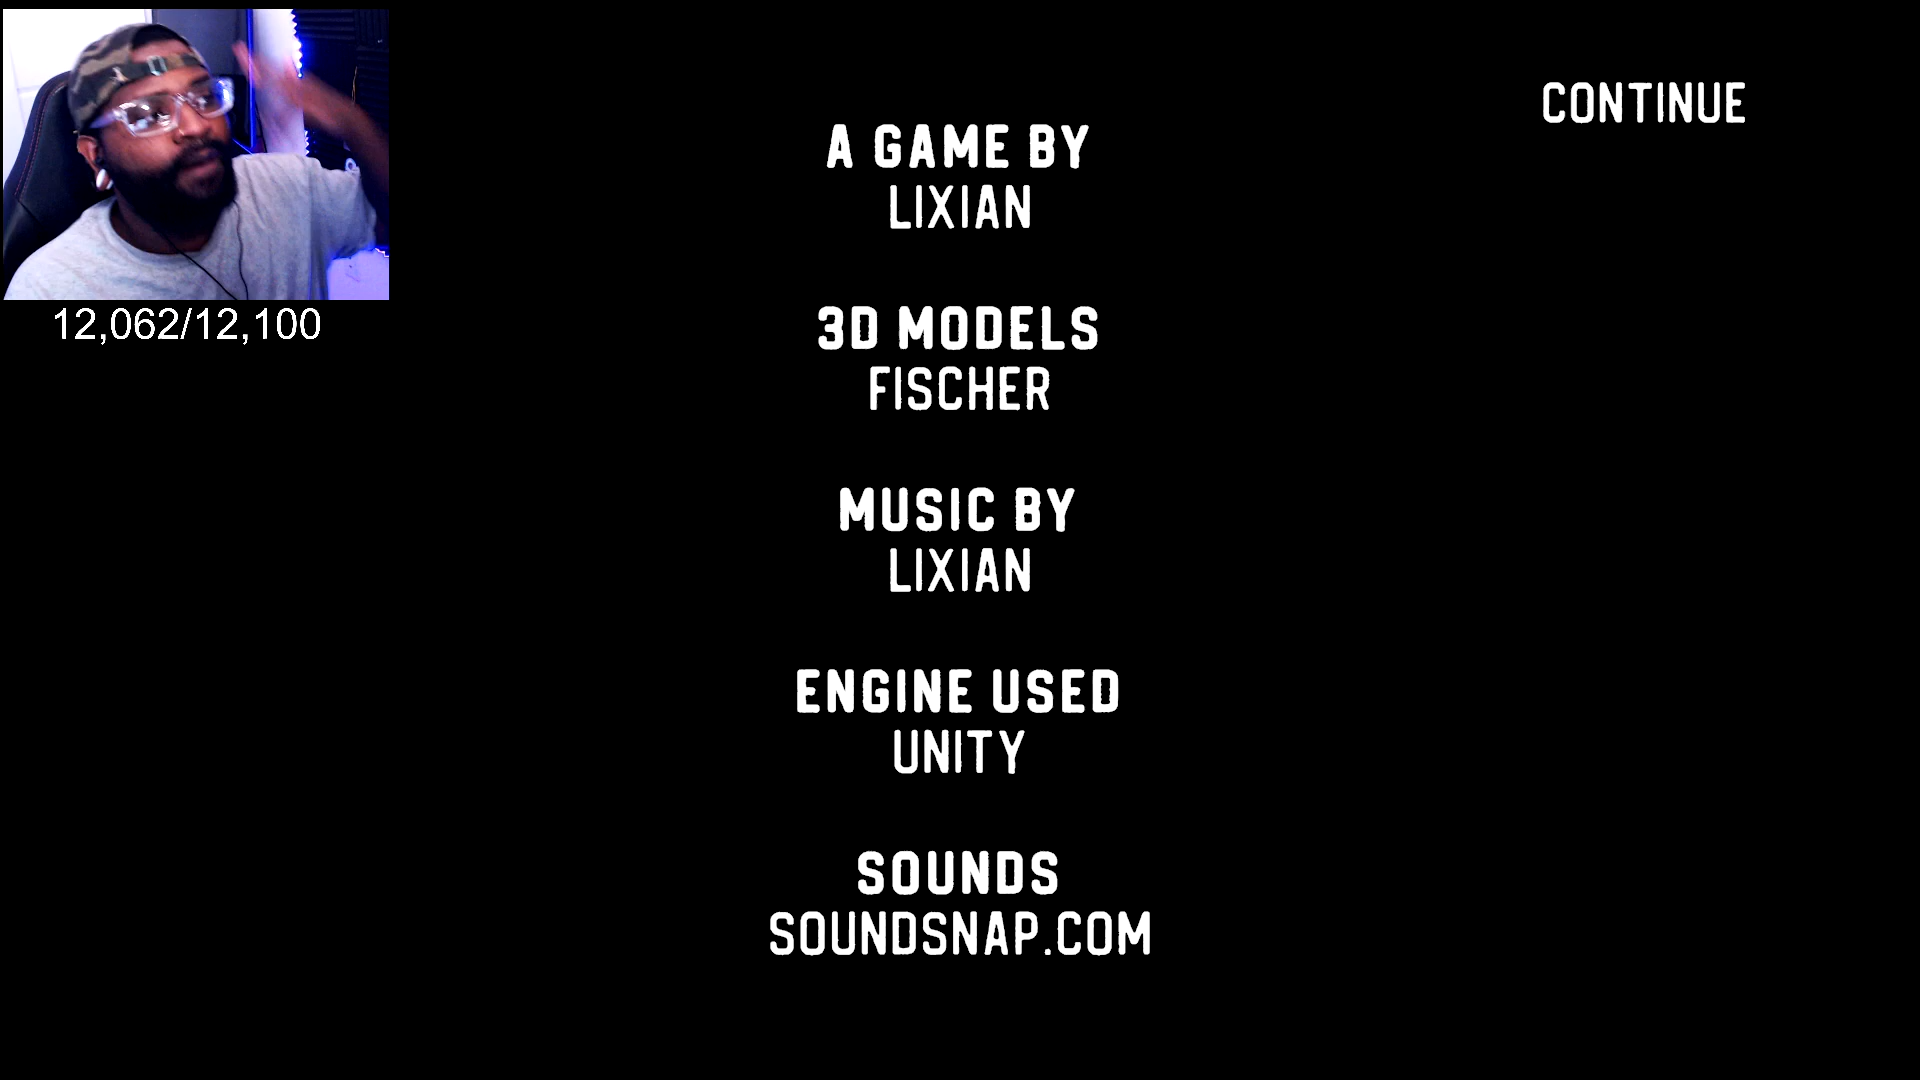 CONTINUE
A GAME BY
LIXIAN
3D MODELS
FISCHER
MUSIC BY
LIXIAN
ENGINE USED
UNITY
SOUNDS
SOUNDSNAP.COM
12,062/12,100